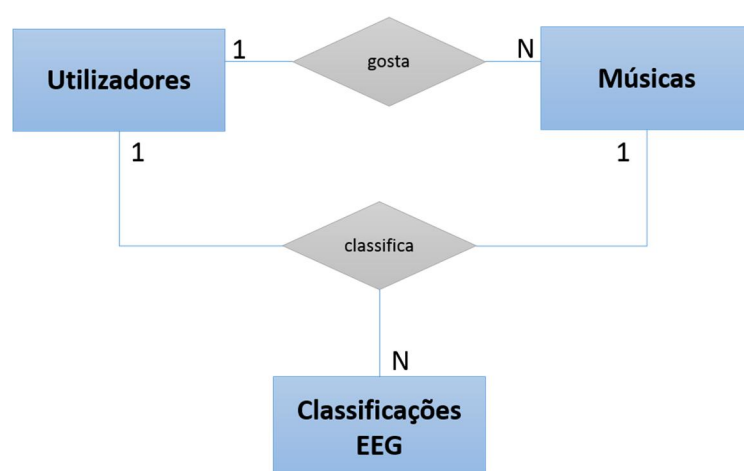 1
gosta
N
Utilizadores
Músicas
1
1
classifica
N
Classificações
EEG